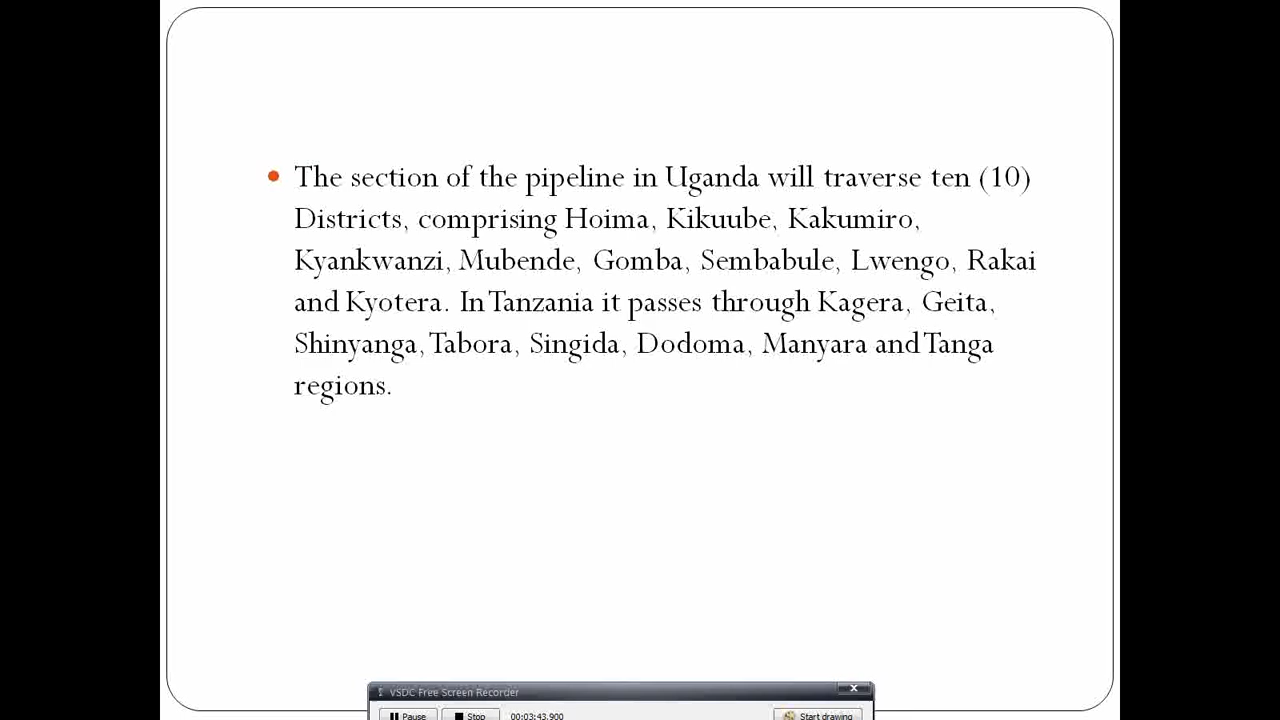 The section of the pipeline in Uganda will traverse ten (10)
Districts, comprising Hoima, Kikuube, Kakumiro,
Kyankwanzi, Mubende, Gomba, Sembabule, Lwengo, Rakai
and Kyotera. In Tanzania it passes through Kagera, Geita,
Shinyanga, Tabora, Singida, Dodoma, Manyara and Tanga
regions.
VSDC Free Screen Recorder
Pause Stop 00:03:43.900 Start drawing